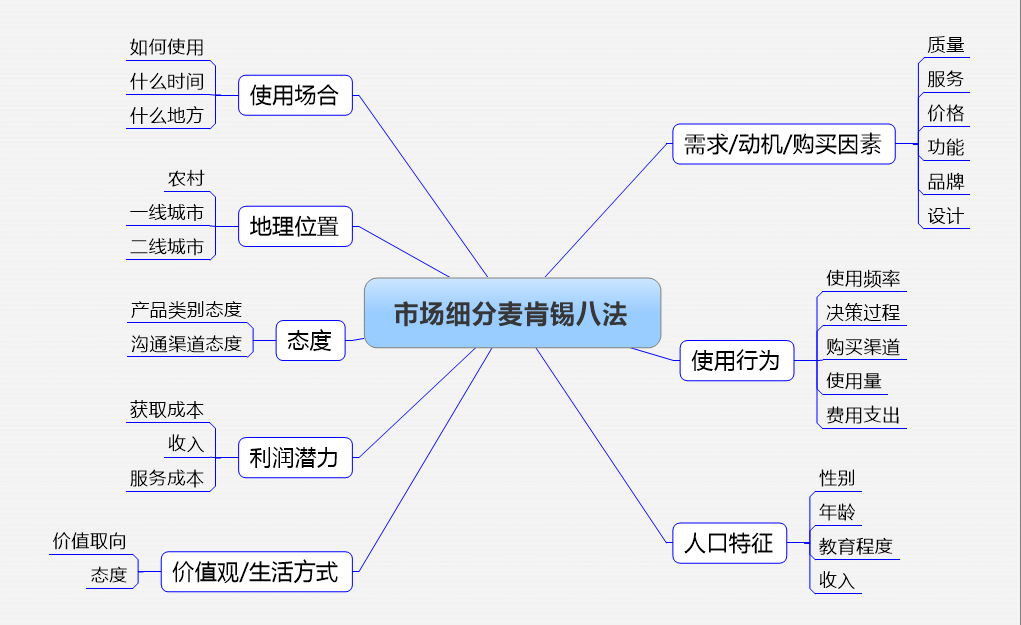 市场细分麦肯锡八法
需求/动机/购买因素
质量
服务
价格
功能
品牌
设计
使用行为
使用频率
决策过程
购买渠道
使用量
费用支出
人口特征
性别
年龄
教育程度
收入
使用场合
如何使用
什么时间
什么地方
地理位置
农村
一线城市
二线城市
态度
产品类别态度
沟通渠道态度
利润潜力
获取成本
收入
服务成本
价值观/生活方式
价值取向
态度